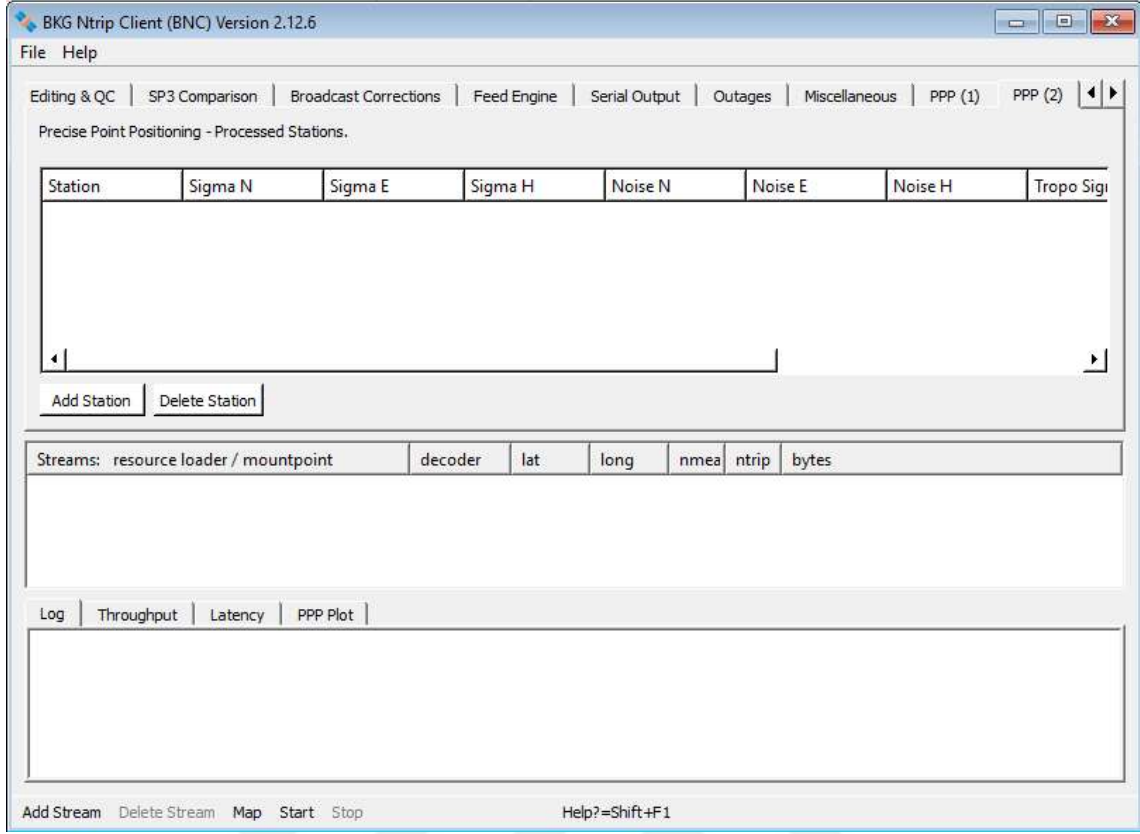 BKG Ntrip Client (BNC) Version 2.12.6
File Help
Editing & QC SP3 Comparison Broadcast Corrections Feed Engine Serial Output Outages Miscellaneous PPP (1) PPP (2)
Precise Point Positioning - Processed Stations.
Station Sigma N Sigma E Sigma H Noise N Noise E Noise H Tropo Sig
Add Station Delete Station
Streams: resource loader / mountpoint decoder lat long nmea ntrip bytes
Log Throughput Latency PPP Plot
Add Stream Delete Stream Map Start Stop Help?=Shift+F1